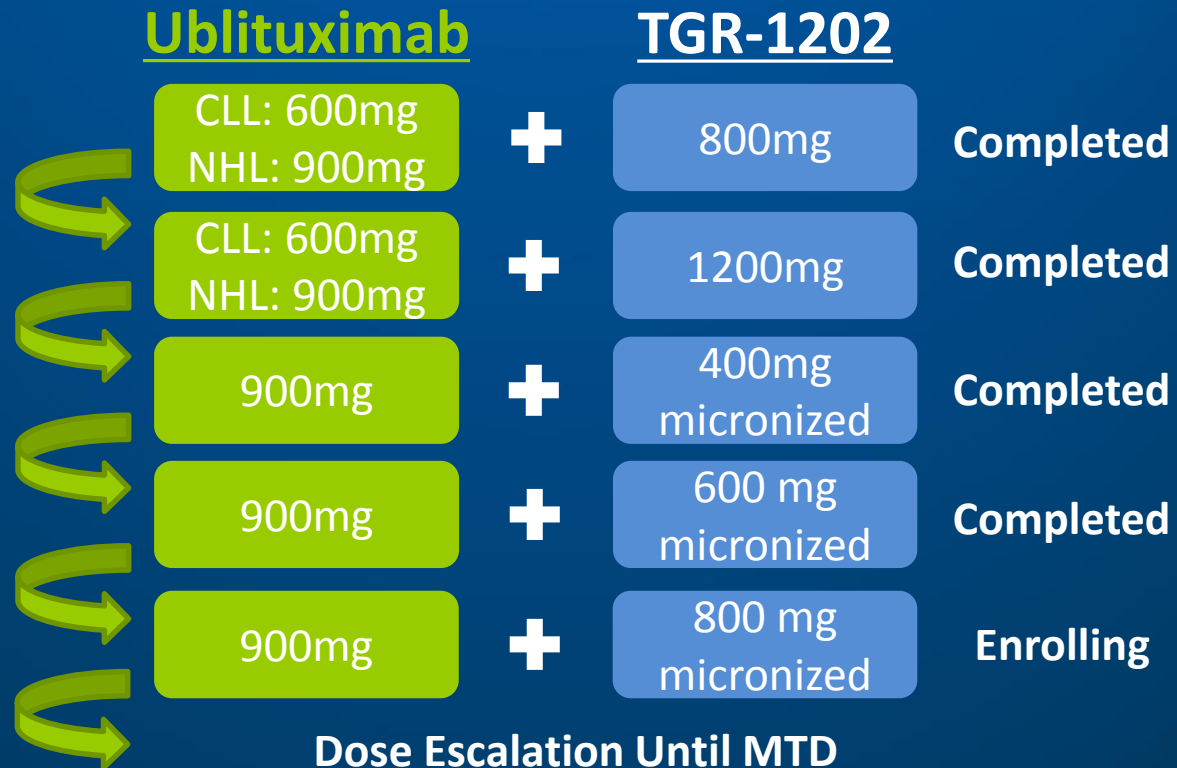 Ublituximab TGR-1202
CLL: 600mg
NHL: 900mg
+
800mg
Completed
CLL: 600mg
NHL: 900mg
+
1200mg
Completed
900mg
+
400mg
micronized
Completed
900mg
+
600 mg
micronized
Completed
900mg
+
800 mg
micronized
Enrolling
Dose Escalation Until MTD